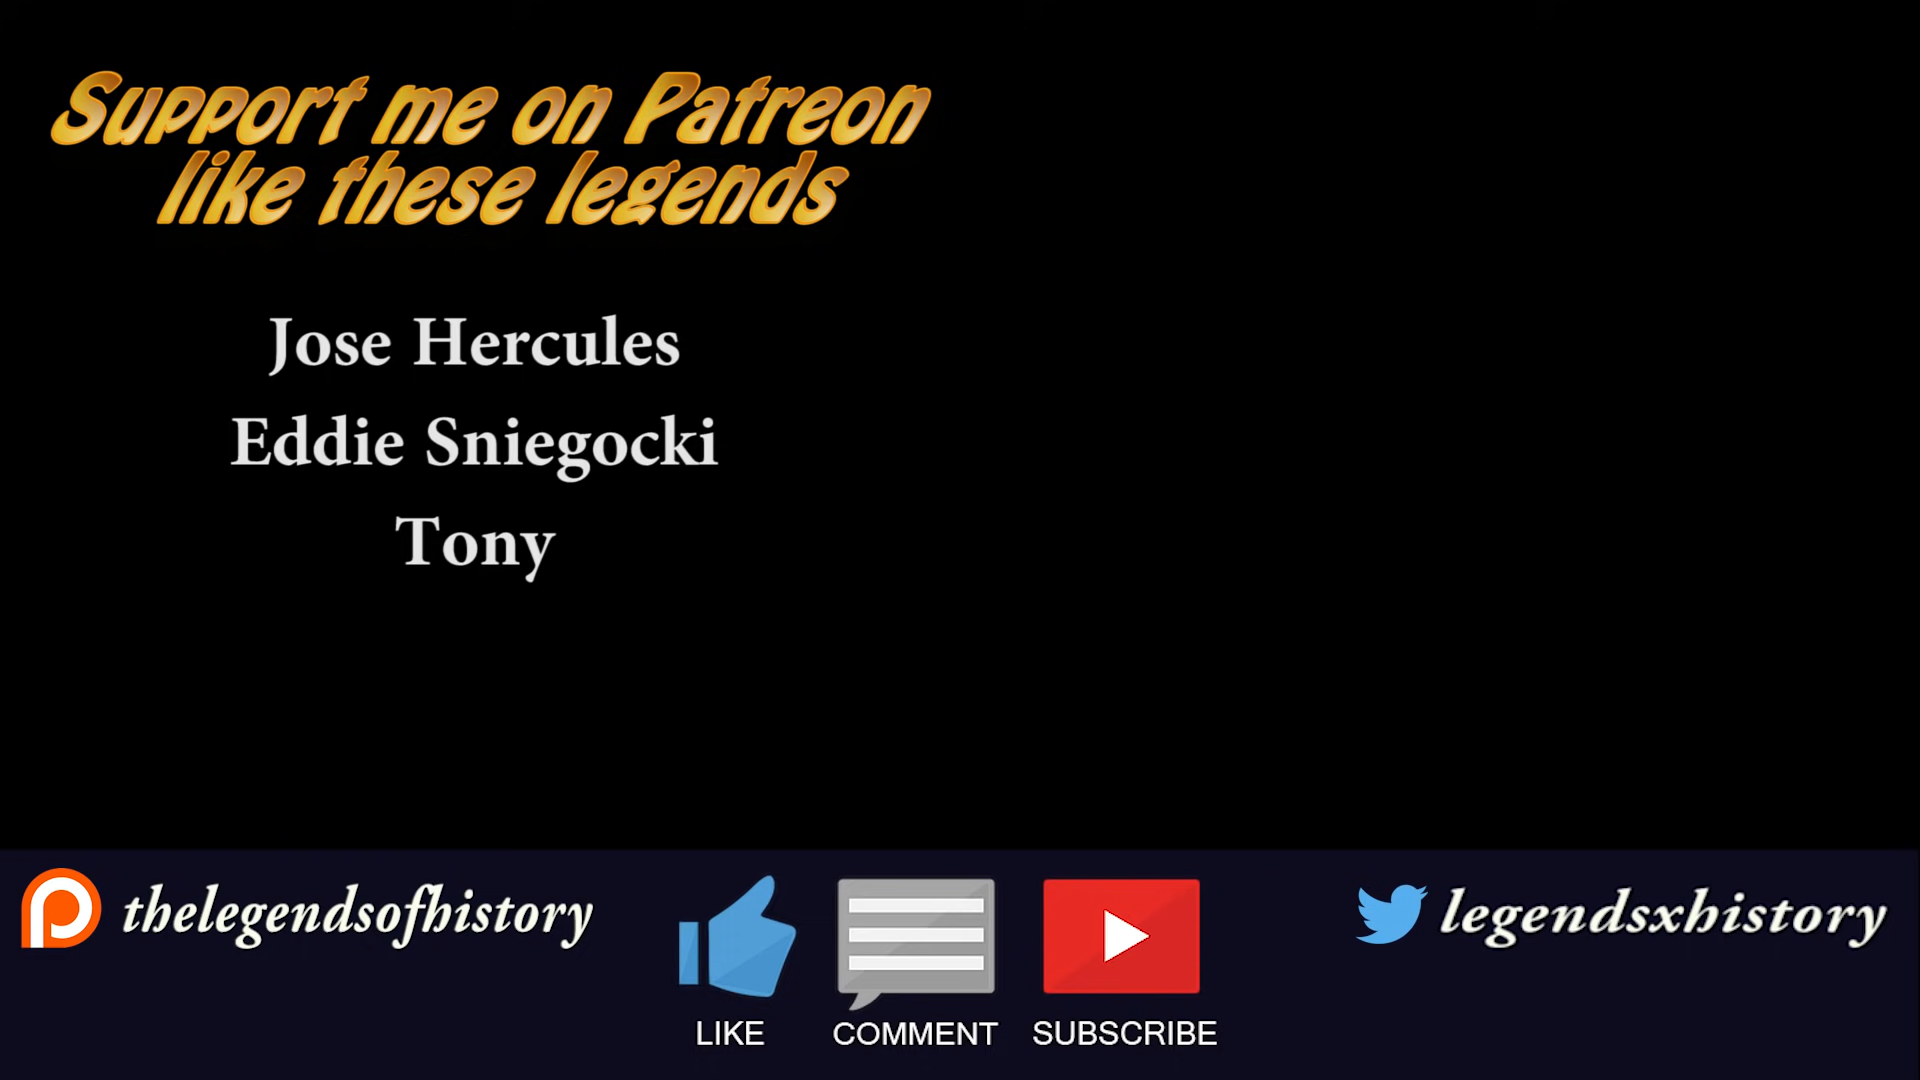 Support me on Patreon
like these legends
Jose Hercules
Eddie Sniegocki
Tony
thelegendsofhistory
legendsxhistory
LIKE
COMMENT
SUBSCRIBE